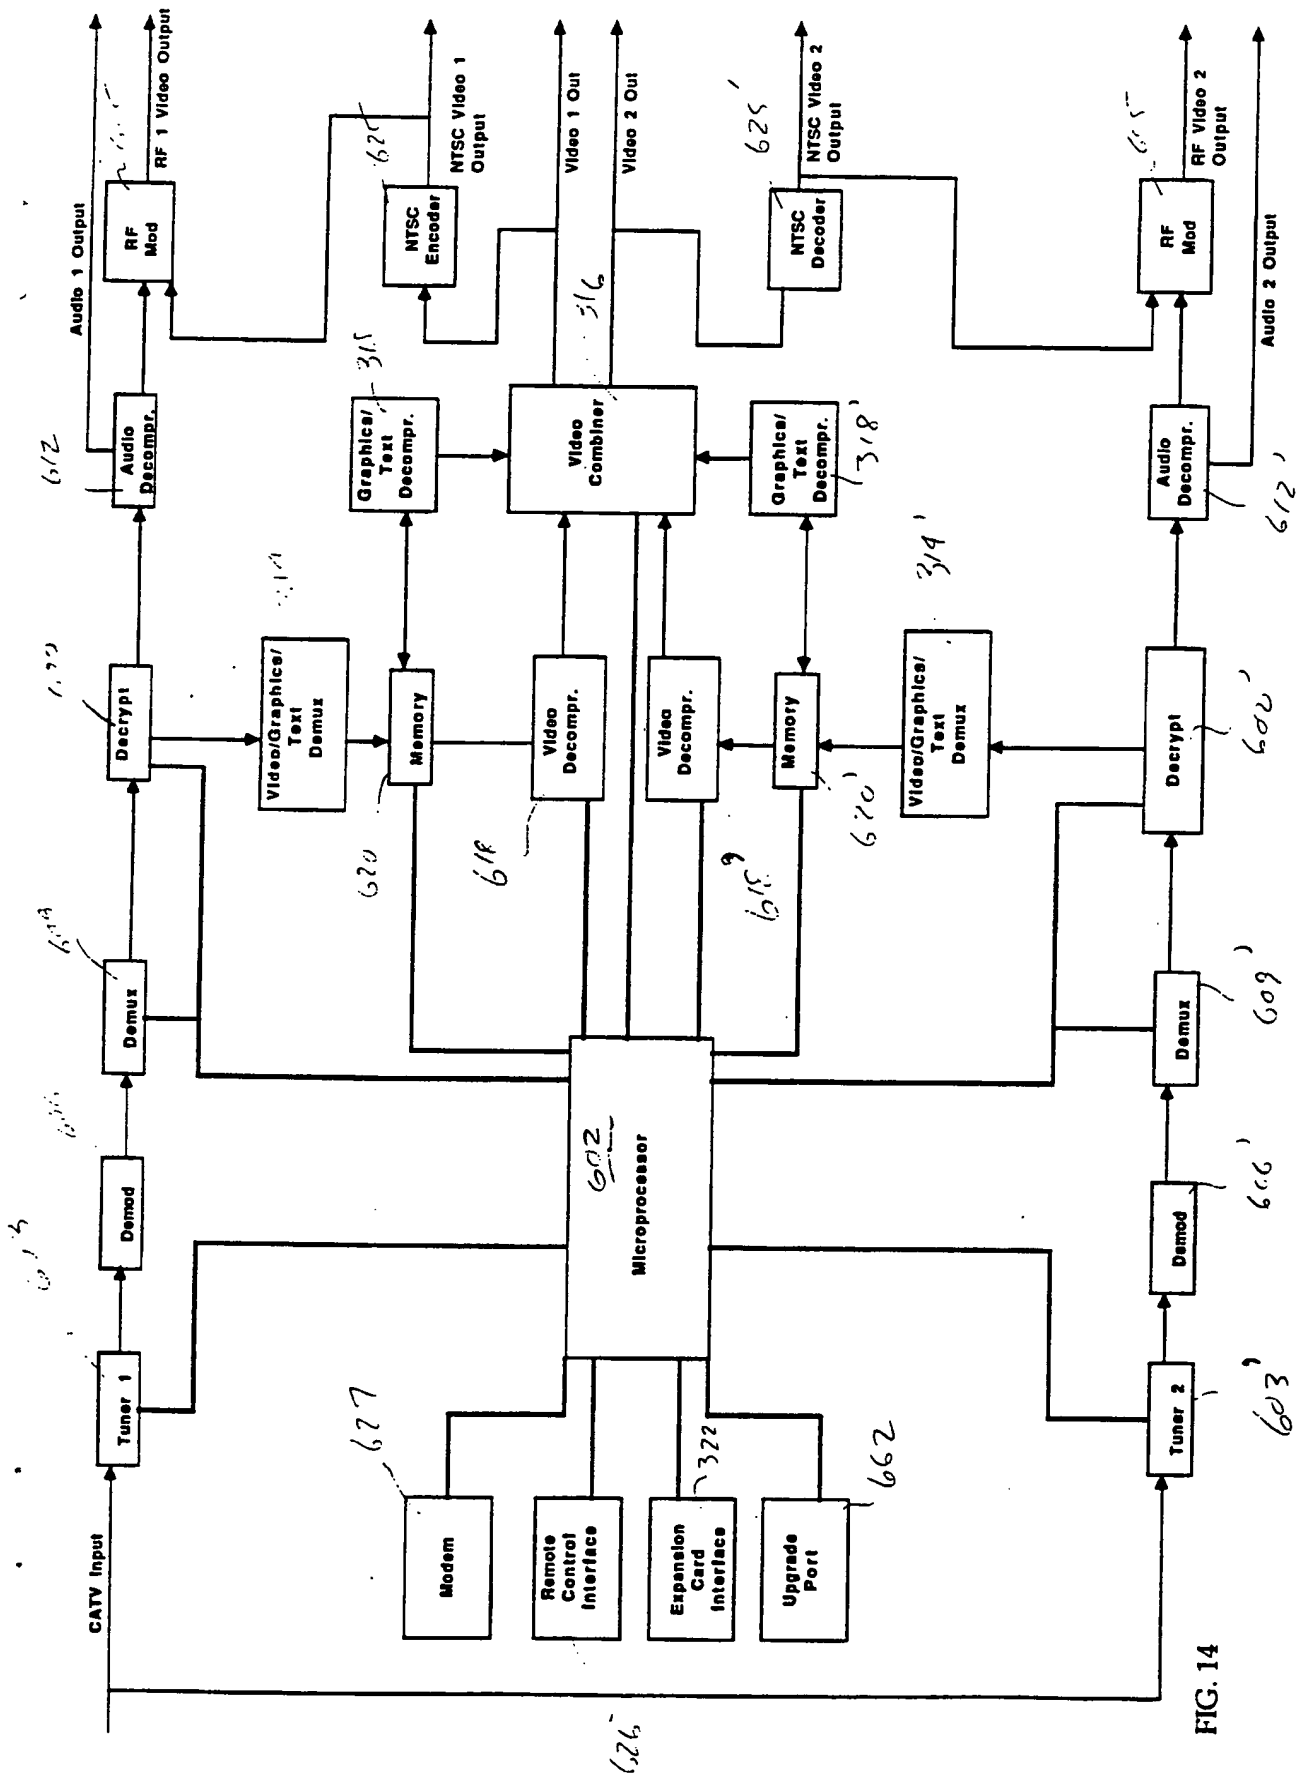 CATV Input
Tuner 1
Demod
Demux
Decrypt
Audio
Decompr.
612
Audio 1 Output
RF
Mod
RF 1 Video Output
Video/Graphics/
Text
Demux
Memory
620
Graphics/
Text
Decompr.
315
NTSC
Encoder
625
NTSC Video 1
Output
Modem
627
Remote
Control
Interface
626
Expansion
Card
Interface
322
Upgrade
Port
662
Microprocessor
602
Video
Decompr.
618
Video
Decompr.
Video
Combiner
316
Video 1 Out
Video 2 Out
Memory
620'
Graphics/
Text
Decompr.
318'
NTSC
Decoder
625'
NTSC Video 2
Output
Video/Graphics/
Text
Demux
314'
Tuner 2
603'
Demod
606'
Demux
609'
Decrypt
602'
Audio
Decompr.
612'
RF
Mod
RF Video 2
Output
Audio 2 Output
FIG. 14